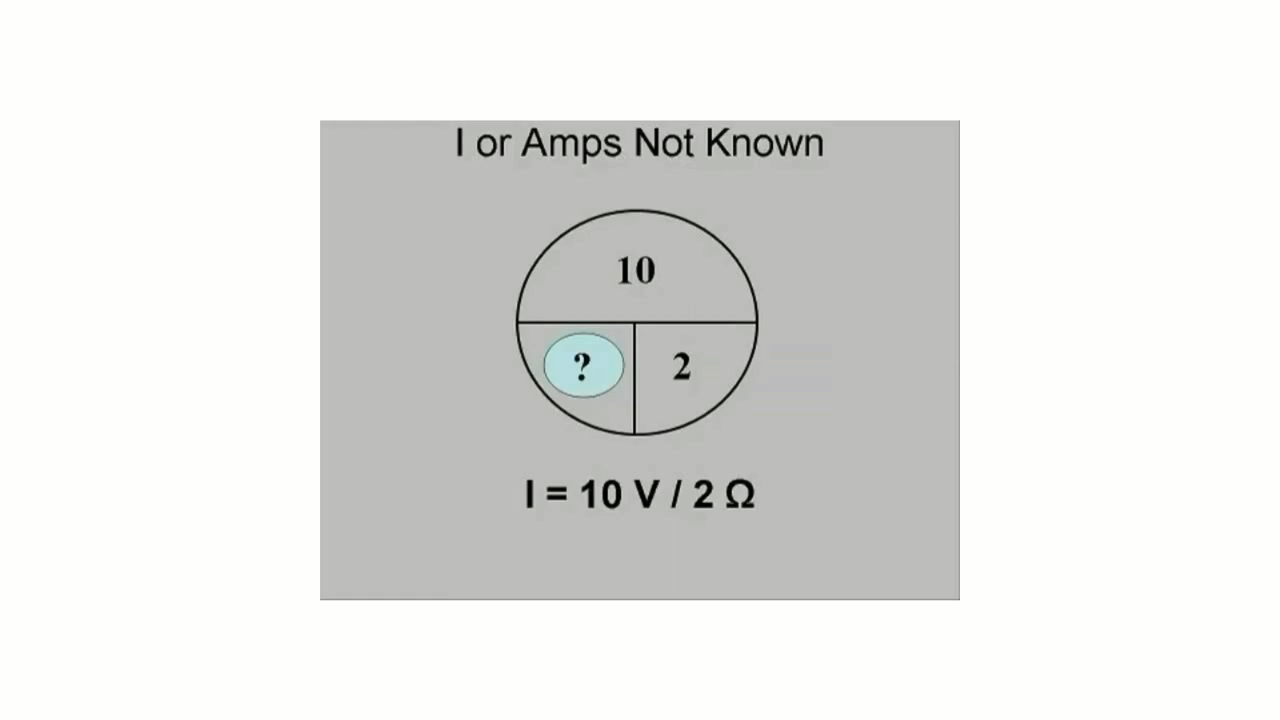 I or Amps Not Known
10
? 2
I = 10 V / 2 Ω